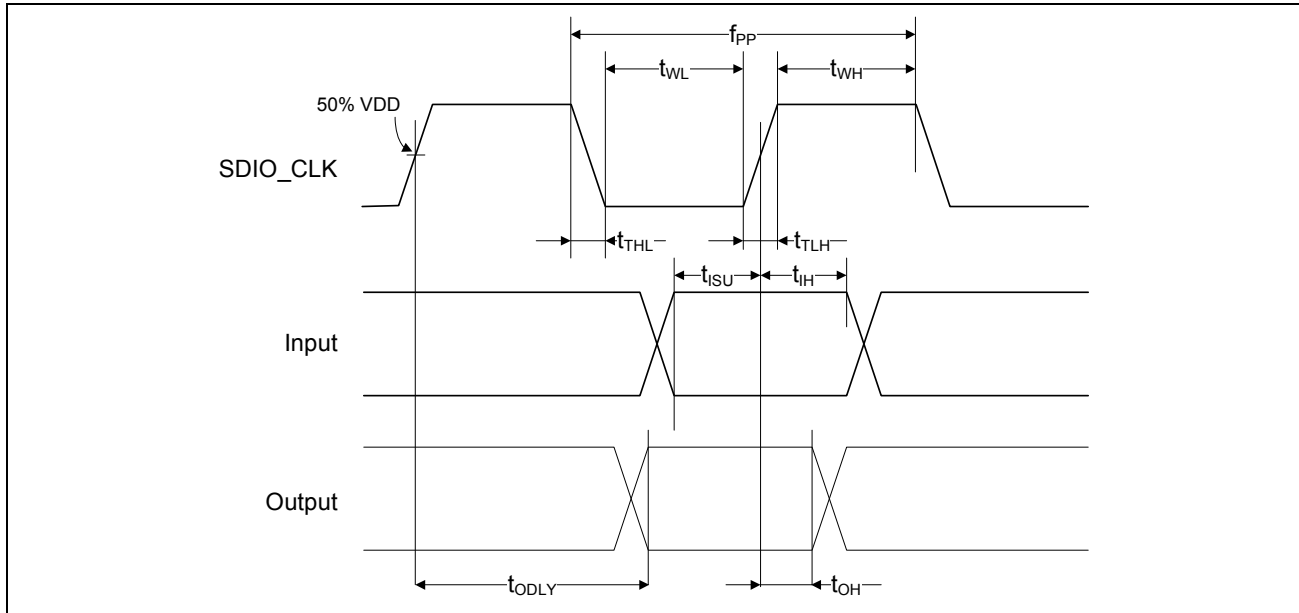 fPP
tWL
tWH
50% VDD
SDIO_CLK
tTHL
tTLH
tISU
tIH
Input
Output
tODLY
tOH